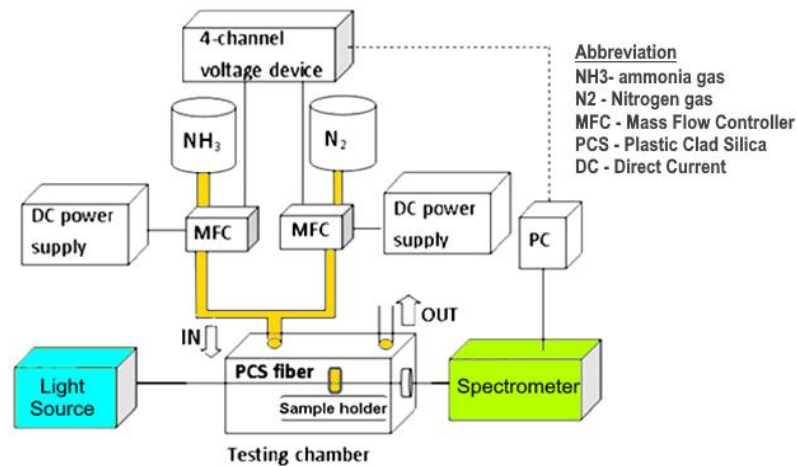 4-channel
voltage device
Abbreviation
NH3- ammonia gas
N2 - Nitrogen gas
MFC - Mass Flow Controller
PCS - Plastic Clad Silica
DC - Direct Current
NH3
N2
DC power
supply
MFC
MFC
DC power
supply
PC
IN
OUT
Light
Source
PCS fiber
Sample holder
Spectrometer
Testing chamber